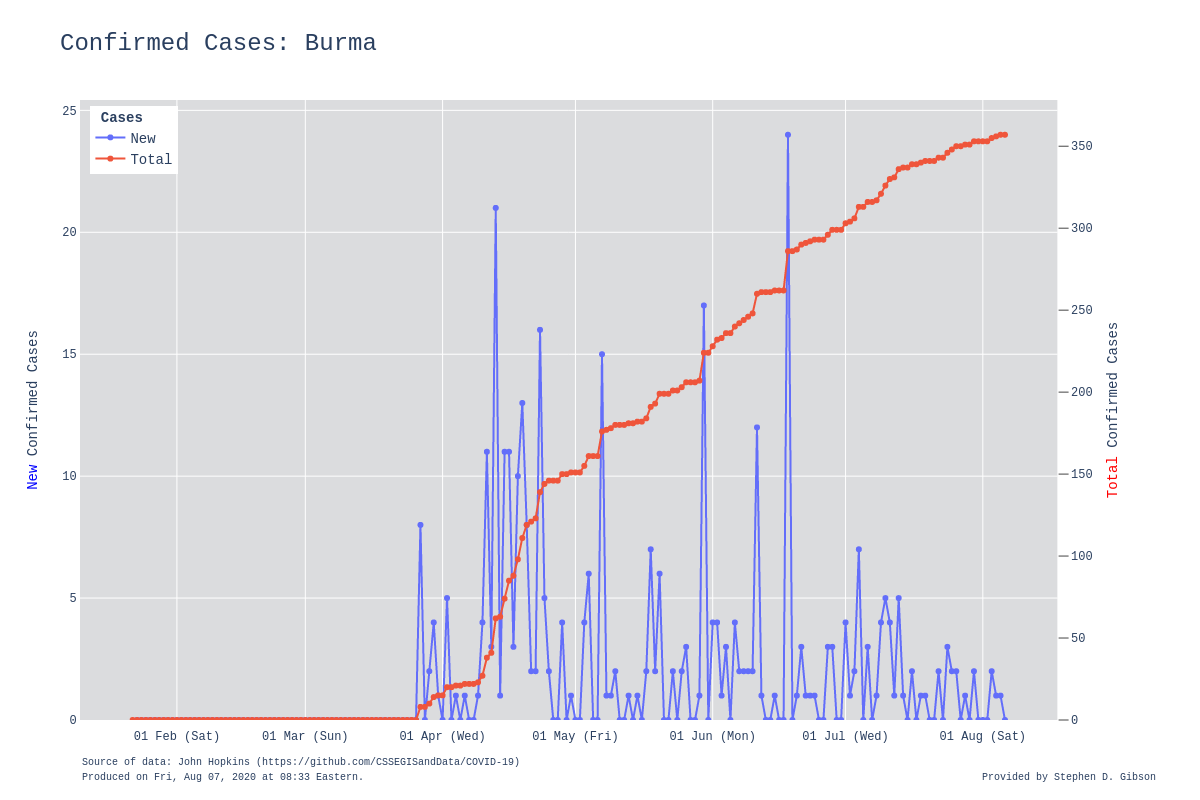 Confirmed Cases: Burma
Cases
New
Total
25
20
15
10
5
0
350
300
250
200
150
100
50
0
New Confirmed Cases
Total Confirmed Cases
01 Feb (Sat) 01 Mar (Sun) 01 Apr (Wed) 01 May (Fri) 01 Jun (Mon) 01 Jul (Wed) 01 Aug (Sat)
Source of data: John Hopkins (https://github.com/CSSEGISandData/COVID-19)
Produced on Fri, Aug 07, 2020 at 08:33 Eastern.
Provided by Stephen D. Gibson